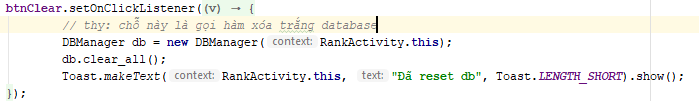 btnClear.setOnClickListener((v) → {
// thy: chỗ này là gọi hàm xóa trắng database
DBManager db = new DBManager( context: RankActivity.this);
db.clear_all();
Toast.makeText( context: RankActivity.this, text: "Đã reset db", Toast.LENGTH_SHORT).show();
});